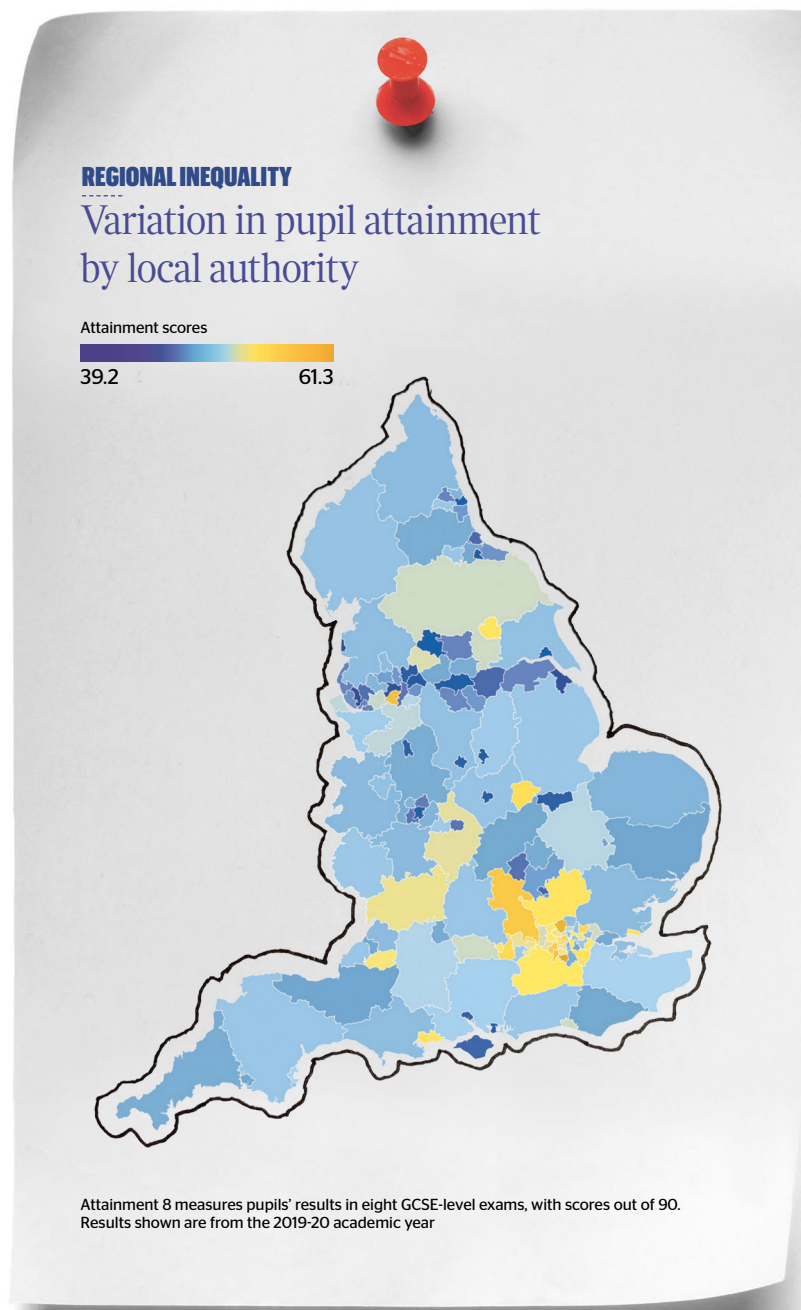 REGIONAL INEQUALITY
Variation in pupil attainment
by local authority
Attainment scores
39.2 61.3
Attainment 8 measures pupils' results in eight GCSE-level exams, with scores out of 90.
Results shown are from the 2019-20 academic year